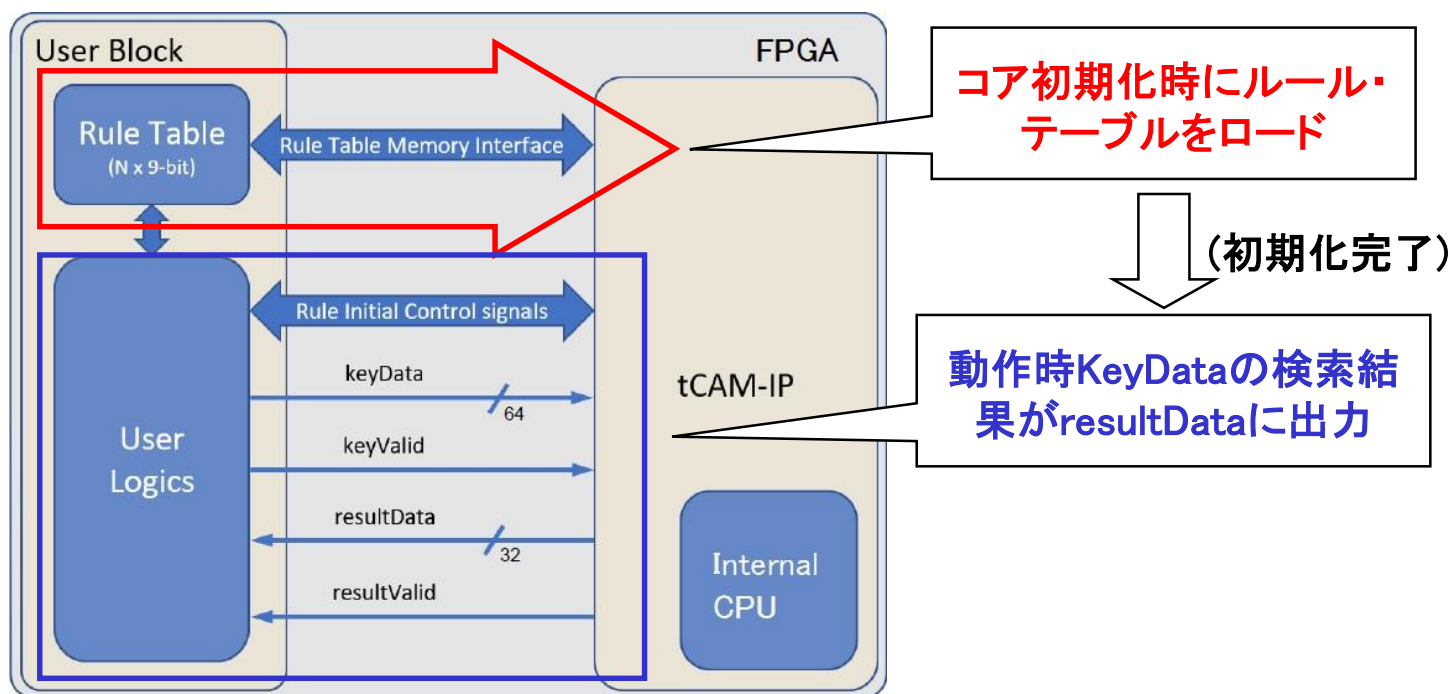 User Block
FPGA
Rule Table
(N x 9-bit)
Rule Table Memory Interface
コア初期化時にルール・
テーブルをロード
(初期化完了)
Rule Initial Control signals
keyData
64
keyValid
User
Logics
resultData
32
resultValid
tCAM-IP
Internal
CPU
動作時KeyDataの検索結
果がresultDataに出力